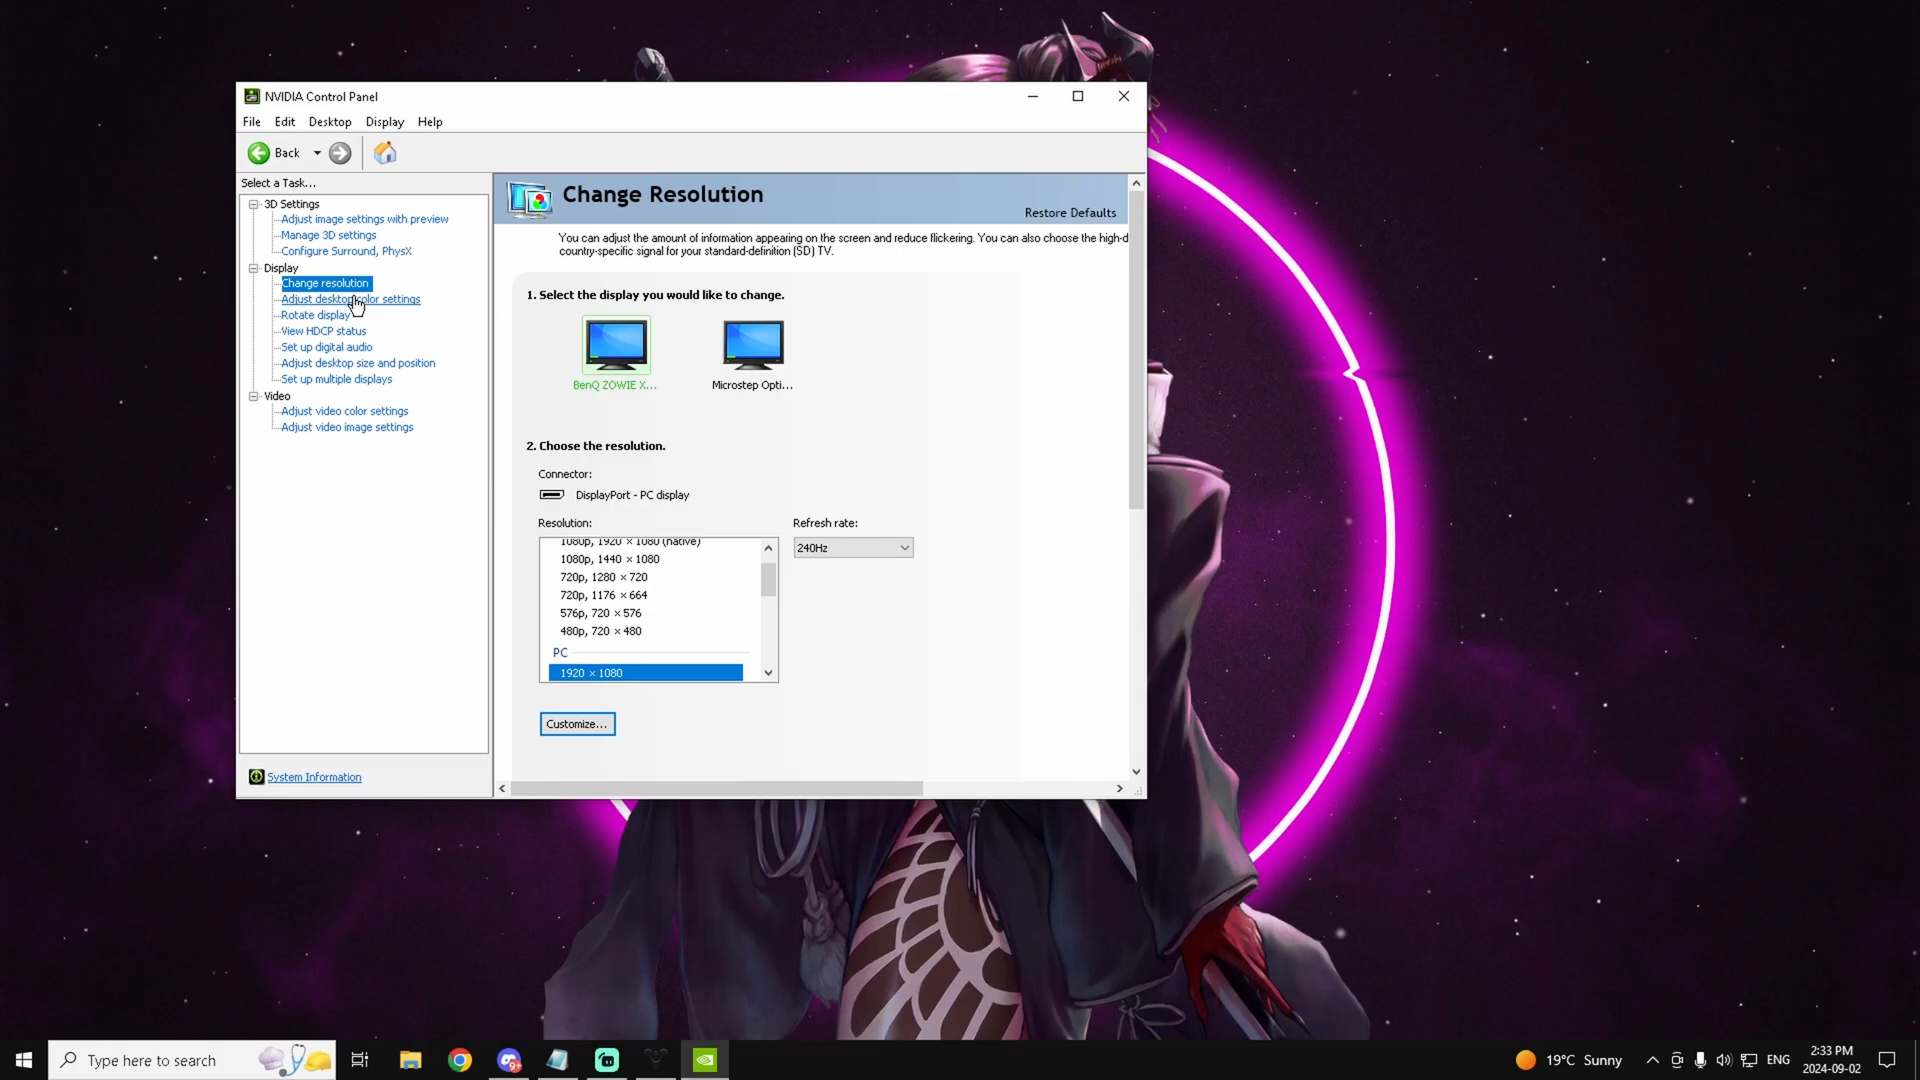 NVIDIA Control Panel
File Edit Desktop Display Help
Back
Select a Task...
3D Settings
Adjust image settings with preview
Manage 3D settings
Configure Surround, PhysX
Display
Change resolution
Adjust desktop color settings
Rotate display
View HDCP status
Set up digital audio
Adjust desktop size and position
Set up multiple displays
Video
Adjust video color settings
Adjust video image settings
System Information
Change Resolution
Restore Defaults
You can adjust the amount of information appearing on the screen and reduce flickering. You can also choose the high-d
country-specific signal for your standard-definition (SD) TV.
1. Select the display you would like to change.
BenQ ZOWIE X... Microstep Opti...
2. Choose the resolution.
Connector:
DisplayPort - PC display
Resolution: Refresh rate:
1080p, 1920 × 1080 (native)
240Hz
1080p, 1440 × 1080
720p, 1280 × 720
720p, 1176 × 664
576p, 720 × 576
480p, 720 × 480
PC
1920 × 1080
Customize...
Type here to search
9+
19°C Sunny
ENG
2:33 PM
2024-09-02